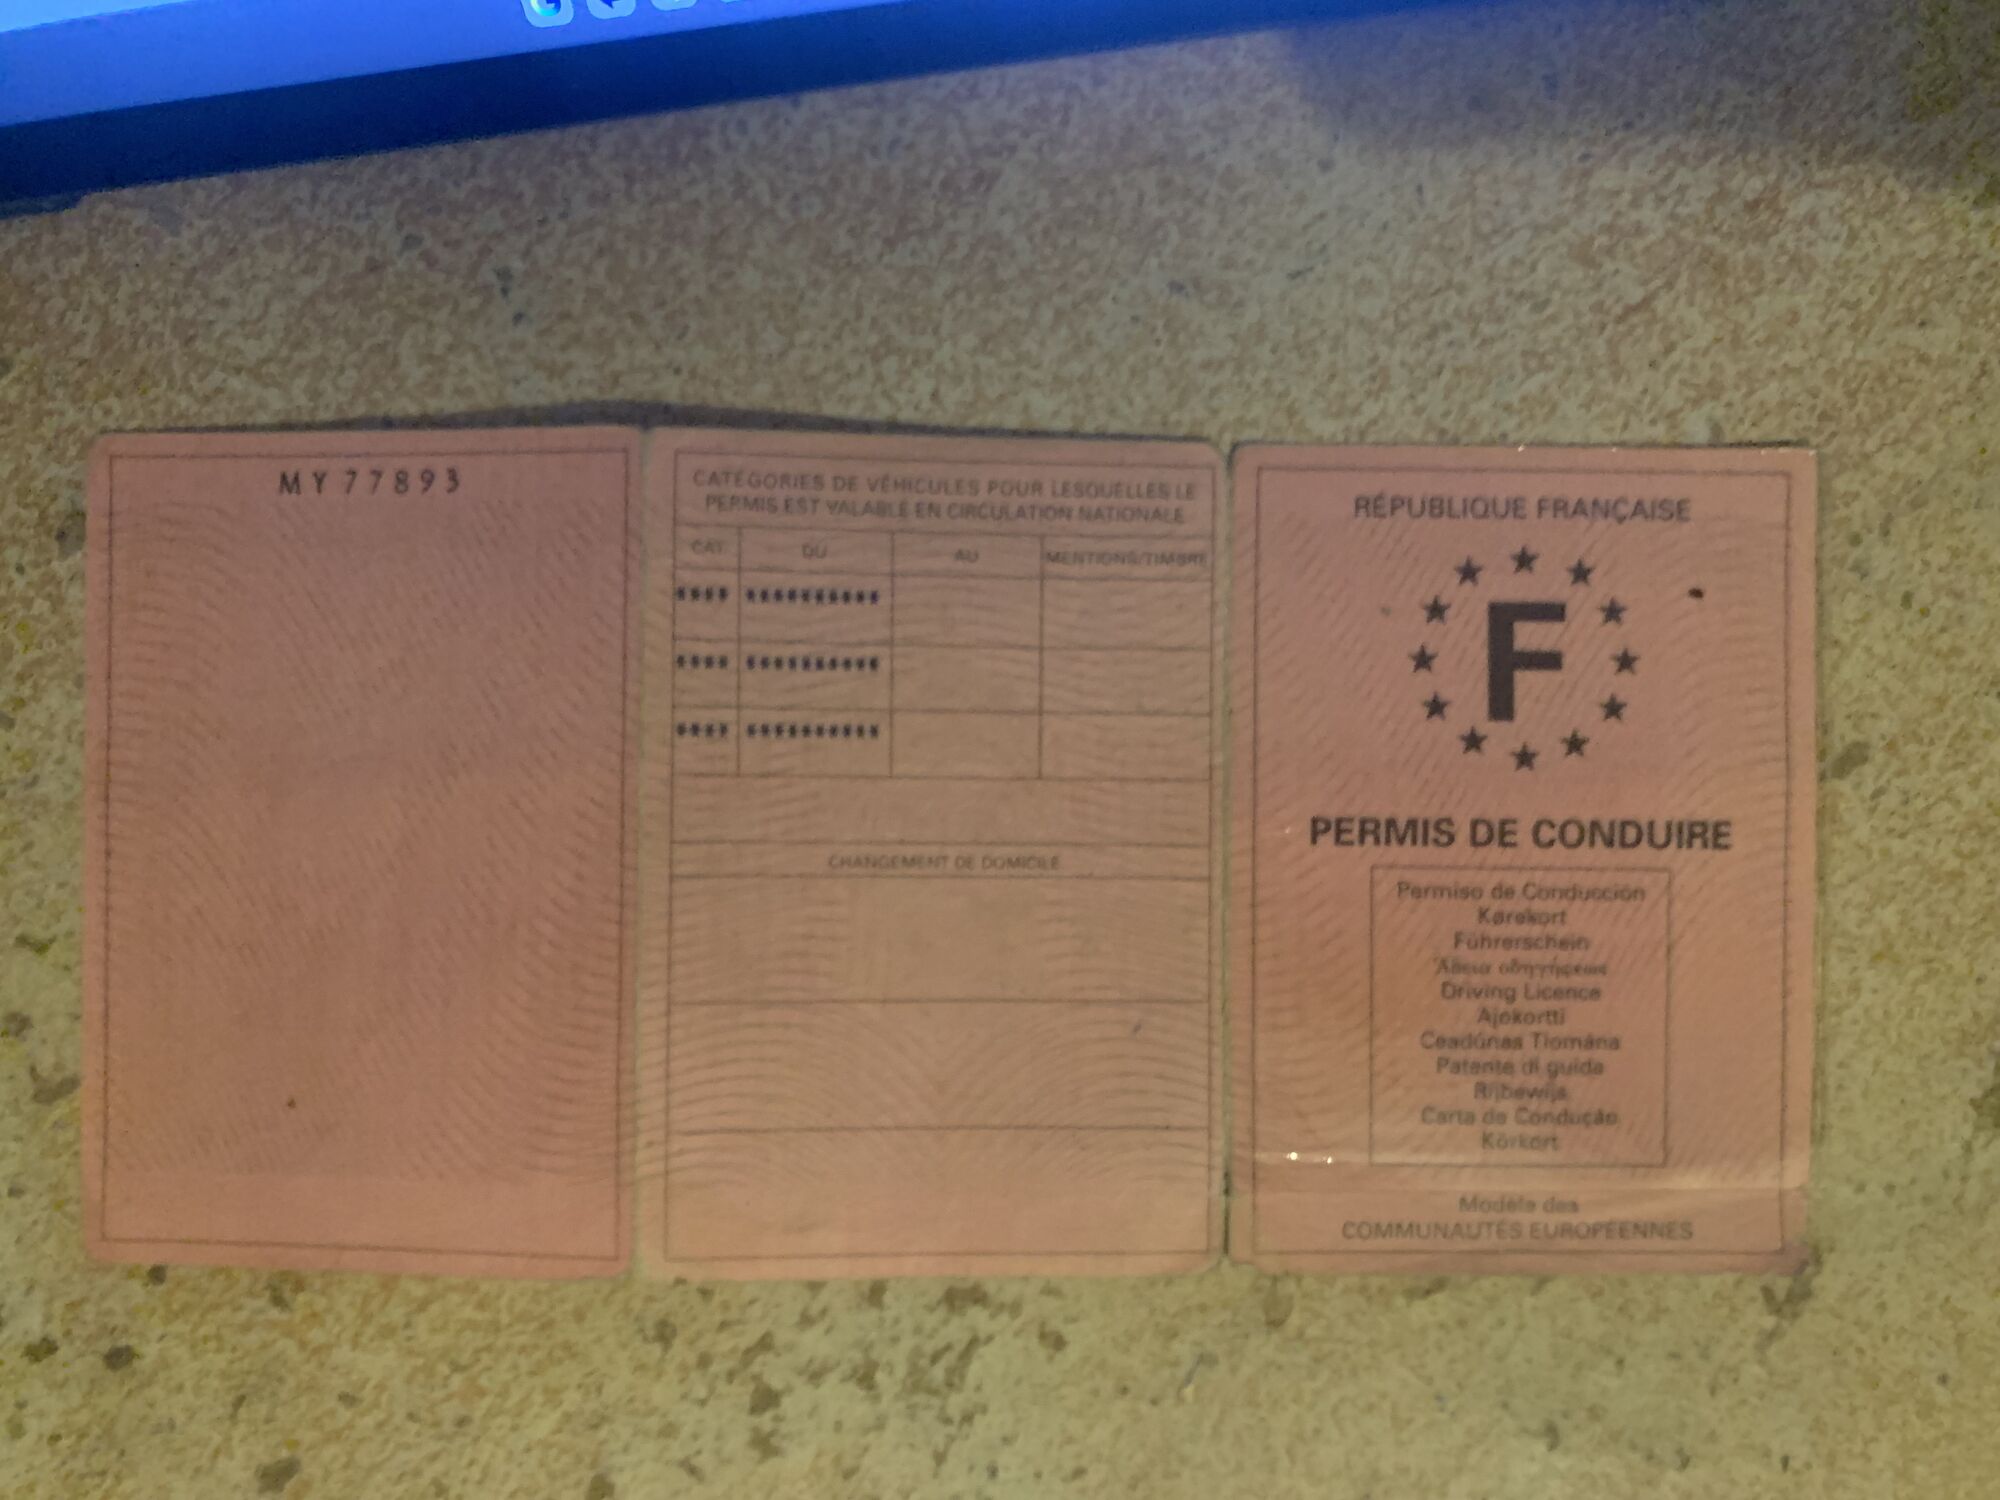 MY77893
CATÉGORIES DE VÉHICULES POUR LESQUELLES LE
PERMIS EST VALABLE EN CIRCULATION NATIONALE
CAT. DU AU MENTIONS/TIMBRE
**** **********
**** **********
**** **********
CHANGEMENT DE DOMICILE
RÉPUBLIQUE FRANÇAISE
F
PERMIS DE CONDUIRE
Permiso de Conducción
Kørekort
Führerschein
Άδεια οδηγήσεως
Driving Licence
Ajokortti
Ceadúnas Tiomána
Patente di guida
Rijbewijs
Carta de Condução
Körkort
Modèle des
COMMUNAUTÉS EUROPÉENNES